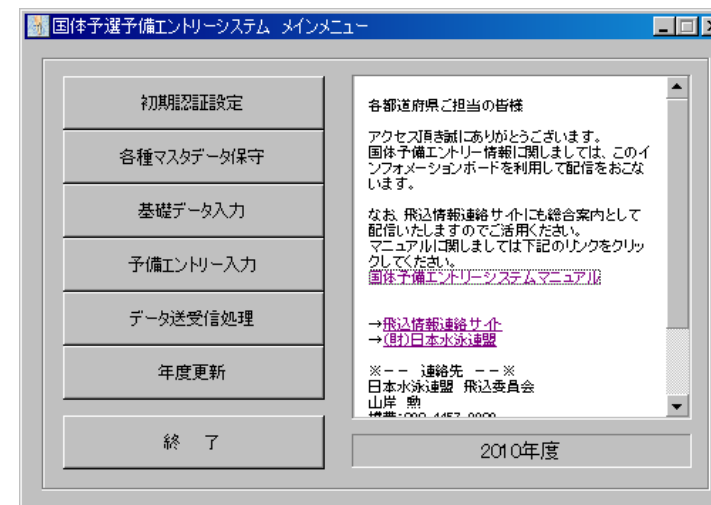 国体予選予備エントリーシステム メインメニュー
初期認証設定
各種マスタデータ保守
基礎データ入力
予備エントリー入力
データ送受信処理
年度更新
終 了
各都道府県ご担当の皆様
アクセス頂き誠にありがとうございます。
国体予備エントリー情報に関しましては、このイ
ンフォメーションボードを利用して配信をおこな
います。
なお、飛込情報連絡サイトにも総合案内として
配信いたしますのでご活用ください。
マニュアルに関しましては下記のリンクをクリッ
クしてください。
国体予備エントリーシステムマニュアル
→飛込情報連絡サイト
→(財)日本水泳連盟
※−− 連絡先 −−※
日本水泳連盟 飛込委員会
山岸 勲
2010年度